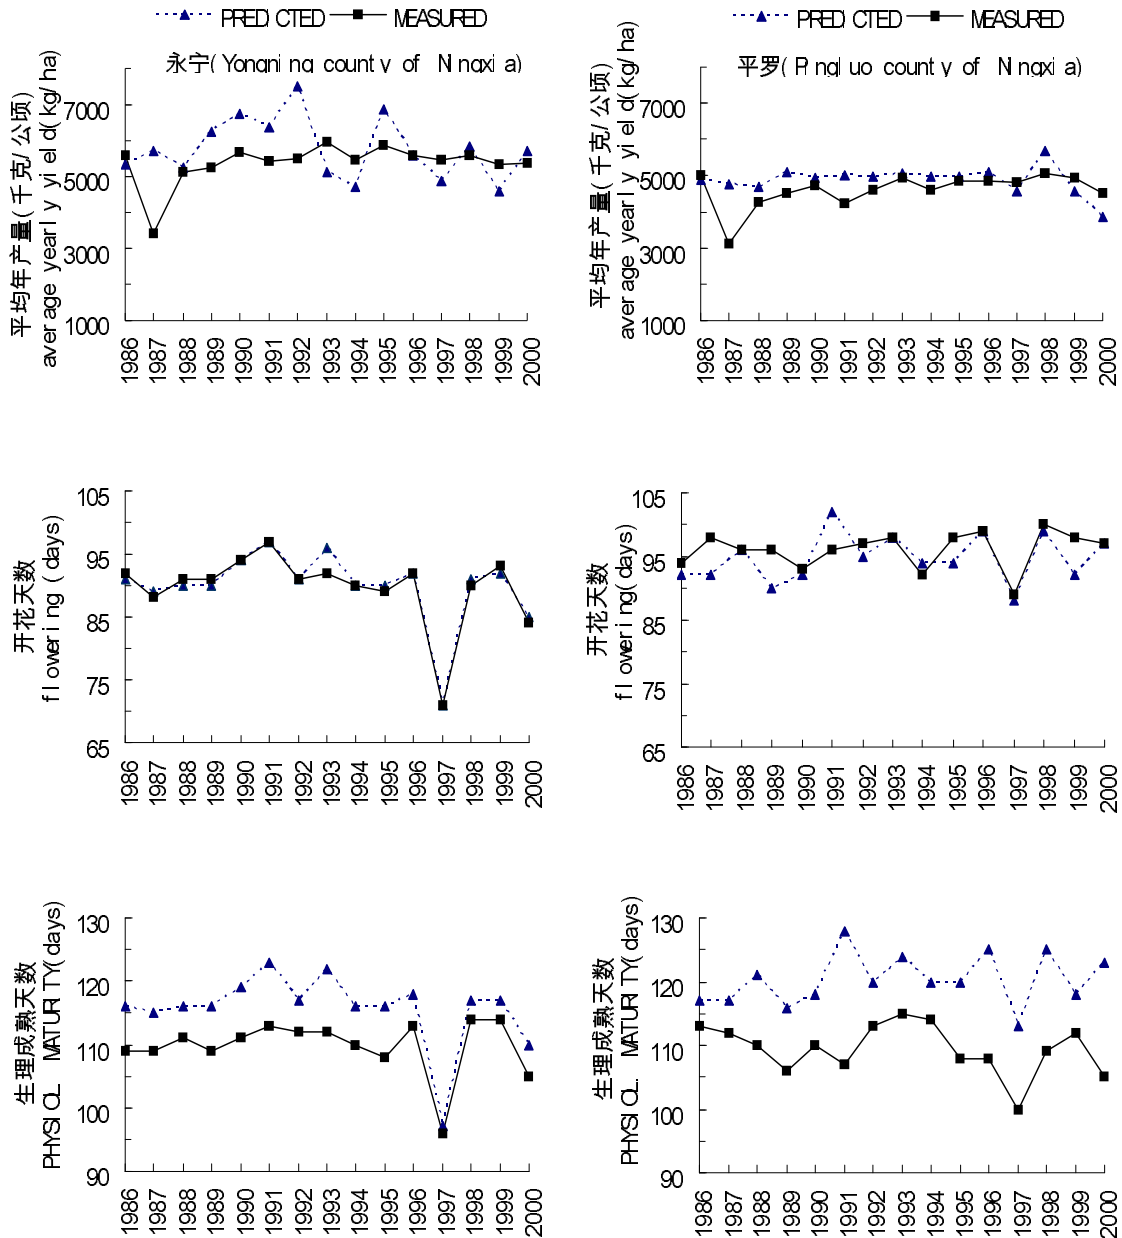 PREDICTED MEASURED
永宁(Yongning county of Ningxia)
平均年产量(千克/公顷)
average yearly yield(kg/ha)
7000
5000
3000
1000
1986 1987 1988 1989 1990 1991 1992 1993 1994 1995 1996 1997 1998 1999 2000
PREDICTED MEASURED
平罗(Pingluo county of Ningxia)
平均年产量(千克/公顷)
average yearly yield(kg/ha)
7000
5000
3000
1000
1986 1987 1988 1989 1990 1991 1992 1993 1994 1995 1996 1997 1998 1999 2000
开花天数
flowering (days)
105
95
85
75
65
1986 1987 1988 1989 1990 1991 1992 1993 1994 1995 1996 1997 1998 1999 2000
开花天数
flowering(days)
105
95
85
75
65
1986 1987 1988 1989 1990 1991 1992 1993 1994 1995 1996 1997 1998 1999 2000
生理成熟天数
PHYSIOL. MATURITY(days)
130
120
110
100
90
1986 1987 1988 1989 1990 1991 1992 1993 1994 1995 1996 1997 1998 1999 2000
生理成熟天数
PHYSIOL. MATURITY(days)
130
120
110
100
90
1986 1987 1988 1989 1990 1991 1992 1993 1994 1995 1996 1997 1998 1999 2000